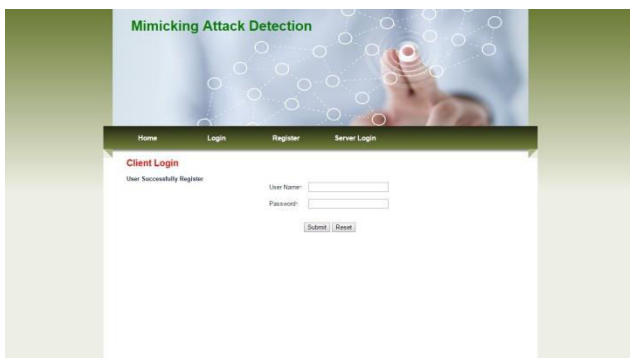 Mimicking Attack Detection
Home Login Register Server Login
Client Login
User Successfully Register
User Name:
Password:
Submit Reset